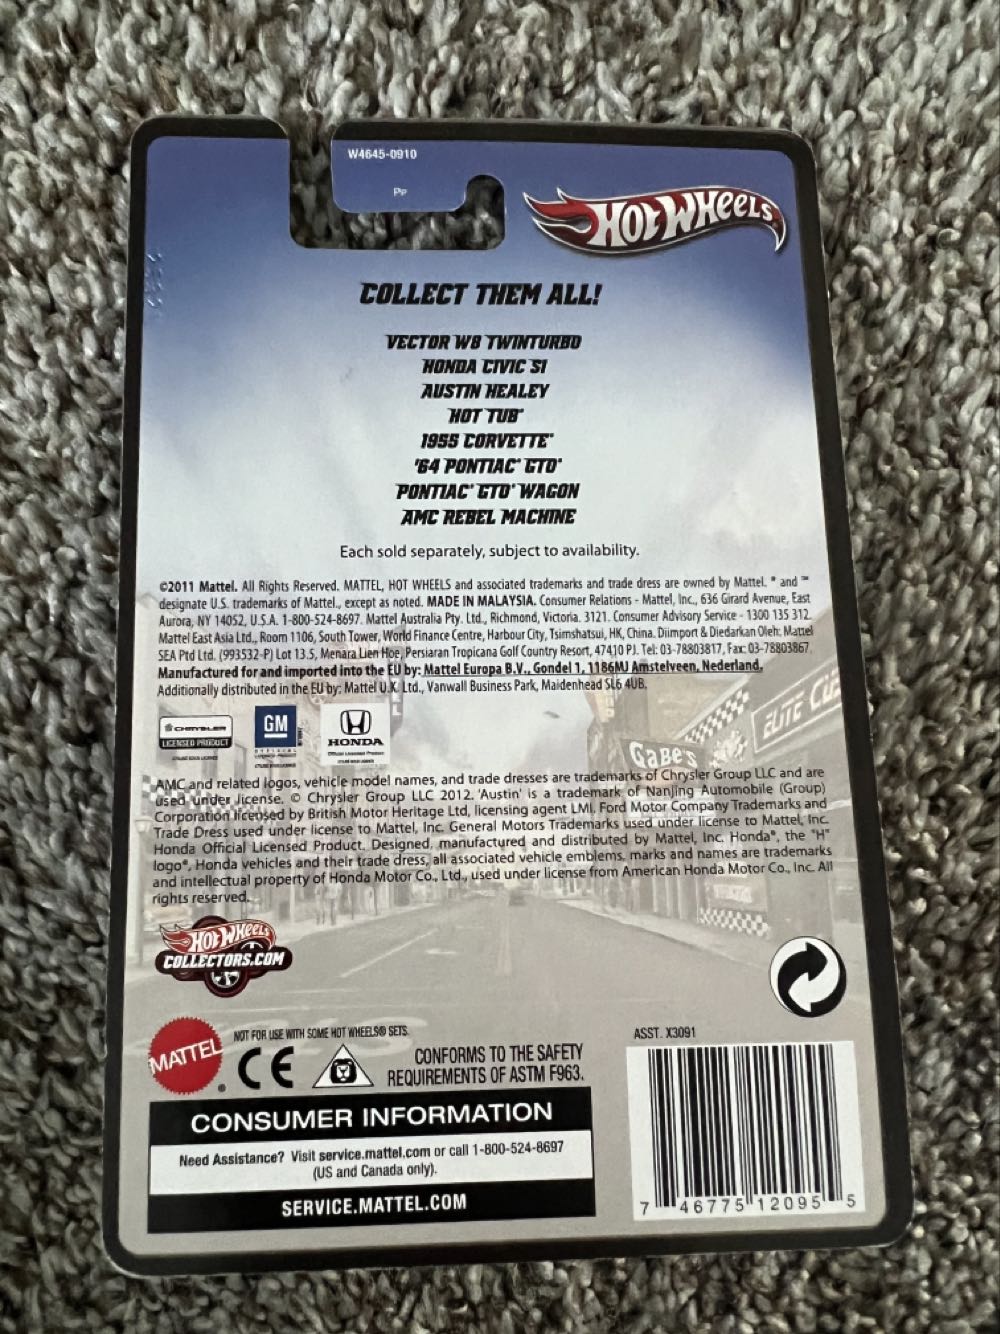 W4645-0910
Pp
HOT WHEELS
COLLECT THEM ALL!
VECTOR W8 TWINTURBO
HONDA CIVIC SI
AUSTIN HEALEY
HOT TUB™
1955 CORVETTE™
'64 PONTIAC® GTO®
PONTIAC® GTO® WAGON
AMC REBEL MACHINE
Each sold separately, subject to availability.
©2011 Mattel. All Rights Reserved. MATTEL, HOT WHEELS and associated trademarks and trade dress are owned by Mattel. ® and ™
designate U.S. trademarks of Mattel., except as noted. MADE IN MALAYSIA. Consumer Relations - Mattel, Inc., 636 Girard Avenue, East
Aurora, NY 14052, U.S.A. 1-800-524-8697. Mattel Australia Pty. Ltd., Richmond, Victoria. 3121. Consumer Advisory Service - 1300 135 312.
Mattel East Asia Ltd., Room 1106, South Tower, World Finance Centre, Harbour City, Tsimshatsui, HK, China. Diimport & Diedarkan Oleh: Mattel
SEA Ptd Ltd. (993532-P) Lot 13.5, Menara Lien Hoe, Persiaran Tropicana Golf Country Resort, 47410 PJ. Tel: 03-78803817, Fax: 03-78803867.
Manufactured for and imported into the EU by: Mattel Europa B.V., Gondel 1, 1186MJ Amstelveen, Nederland.
Additionally distributed in the EU by: Mattel U.K. Ltd., Vanwall Business Park, Maidenhead SL6 4UB.
CHRYSLER
LICENSED PRODUCT
GM
OFFICIAL
HONDA
Official Licensed Product
GABE'S
ELITE
AMC and related logos, vehicle model names, and trade dresses are trademarks of Chrysler Group LLC and are
used under license. © Chrysler Group LLC 2012. 'Austin' is a trademark of NanJing Automobile (Group)
Corporation licensed by British Motor Heritage Ltd, licensing agent LMI. Ford Motor Company Trademarks and
Trade Dress used under license to Mattel, Inc. General Motors Trademarks used under license to Mattel, Inc.
Honda Official Licensed Product. Designed, manufactured and distributed by Mattel, Inc. Honda®, the "H"
logo®, Honda vehicles and their trade dress, all associated vehicle emblems, marks and names are trademarks
and intellectual property of Honda Motor Co., Ltd., used under license from American Honda Motor Co., Inc. All
rights reserved.
HOT WHEELS
COLLECTORS.COM
MATTEL
NOT FOR USE WITH SOME HOT WHEELS® SETS.
CE
CONFORMS TO THE SAFETY
REQUIREMENTS OF ASTM F963.
ASST. X3091
CONSUMER INFORMATION
Need Assistance? Visit service.mattel.com or call 1-800-524-8697
(US and Canada only).
SERVICE.MATTEL.COM
7 46775 12095 5